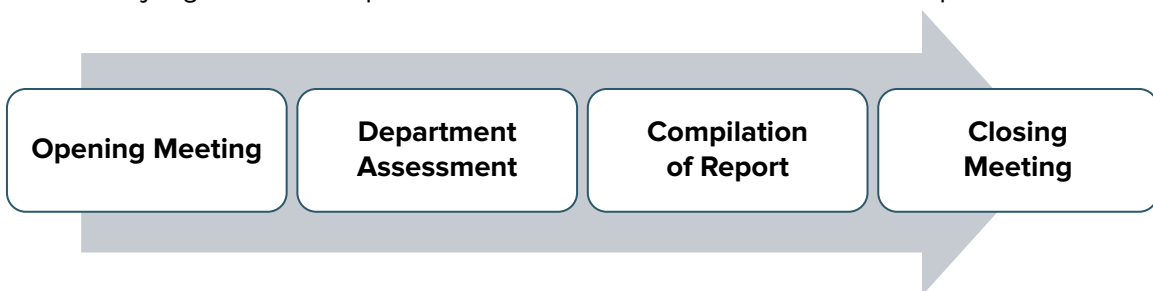 Opening Meeting
Department
Assessment
Compilation
of Report
Closing
Meeting